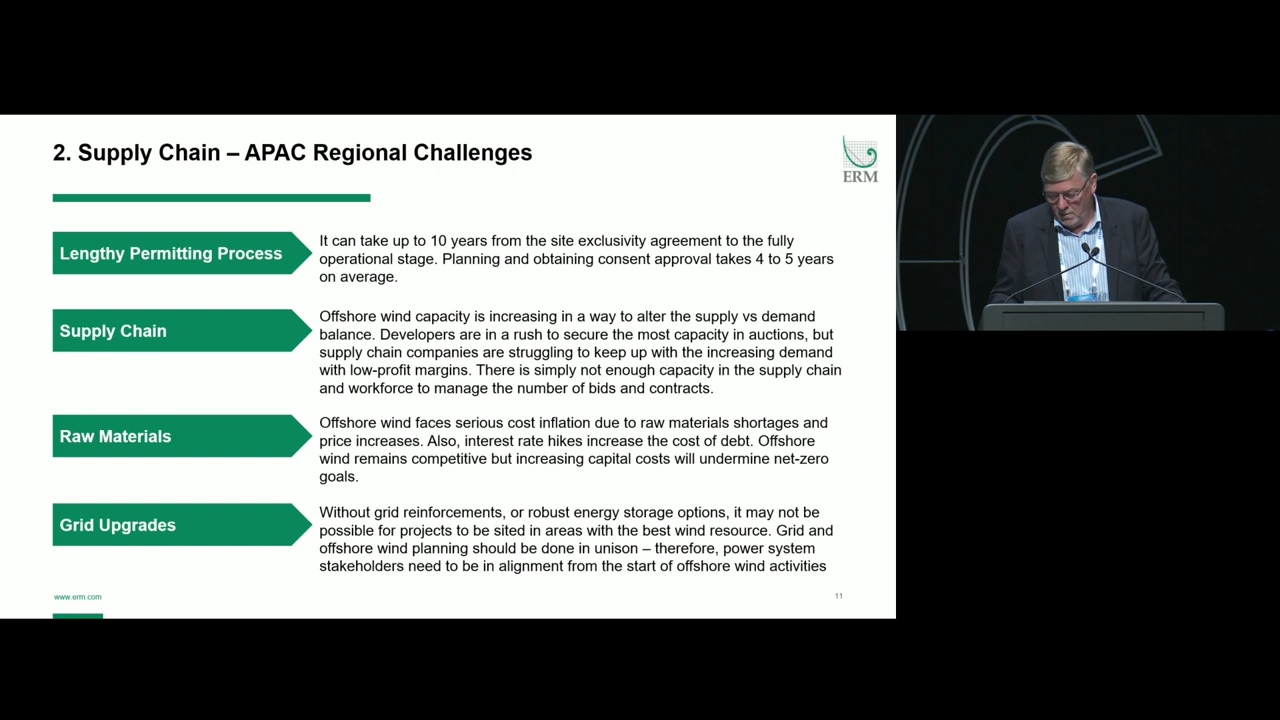 2. Supply Chain – APAC Regional Challenges
ERM
Lengthy Permitting Process
It can take up to 10 years from the site exclusivity agreement to the fully
operational stage. Planning and obtaining consent approval takes 4 to 5 years
on average.
Supply Chain
Offshore wind capacity is increasing in a way to alter the supply vs demand
balance. Developers are in a rush to secure the most capacity in auctions, but
supply chain companies are struggling to keep up with the increasing demand
with low-profit margins. There is simply not enough capacity in the supply chain
and workforce to manage the number of bids and contracts.
Raw Materials
Offshore wind faces serious cost inflation due to raw materials shortages and
price increases. Also, interest rate hikes increase the cost of debt. Offshore
wind remains competitive but increasing capital costs will undermine net-zero
goals.
Grid Upgrades
Without grid reinforcements, or robust energy storage options, it may not be
possible for projects to be sited in areas with the best wind resource. Grid and
offshore wind planning should be done in unison – therefore, power system
stakeholders need to be in alignment from the start of offshore wind activities
www.erm.com
11